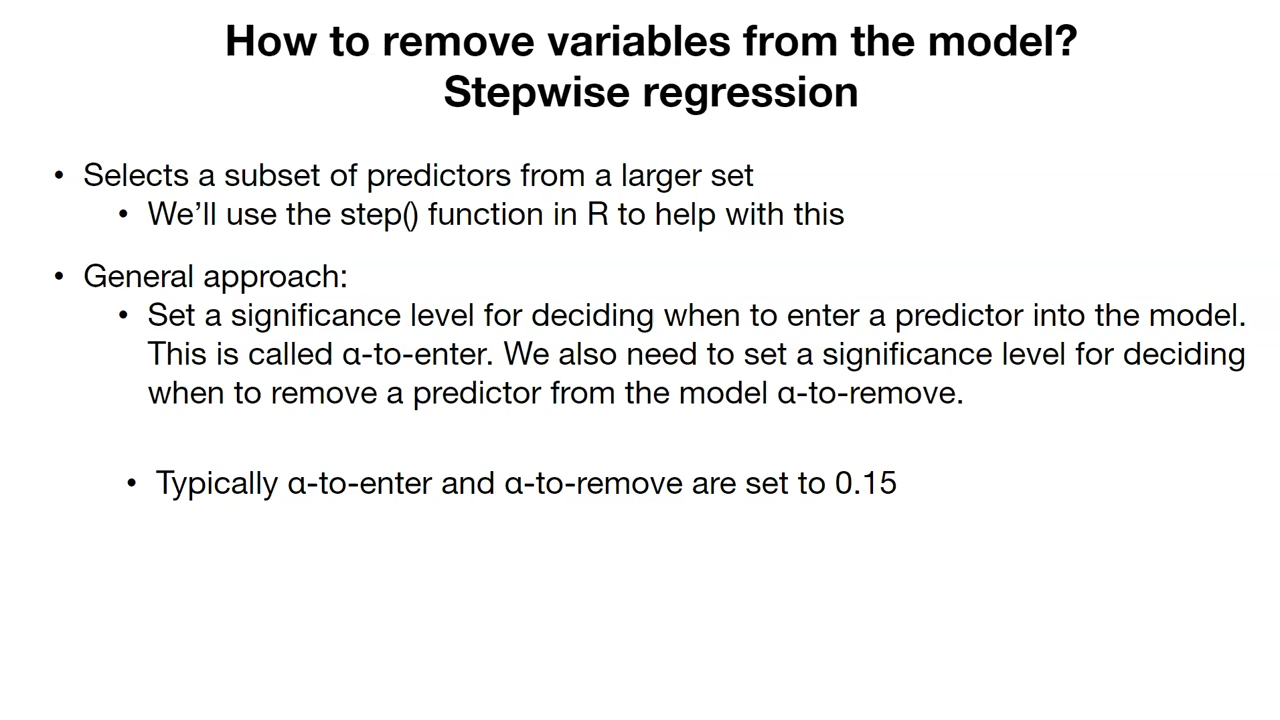 How to remove variables from the model?
Stepwise regression
• Selects a subset of predictors from a larger set
• We’ll use the step() function in R to help with this
• General approach:
• Set a significance level for deciding when to enter a predictor into the model.
This is called α-to-enter. We also need to set a significance level for deciding
when to remove a predictor from the model α-to-remove.
• Typically α-to-enter and α-to-remove are set to 0.15